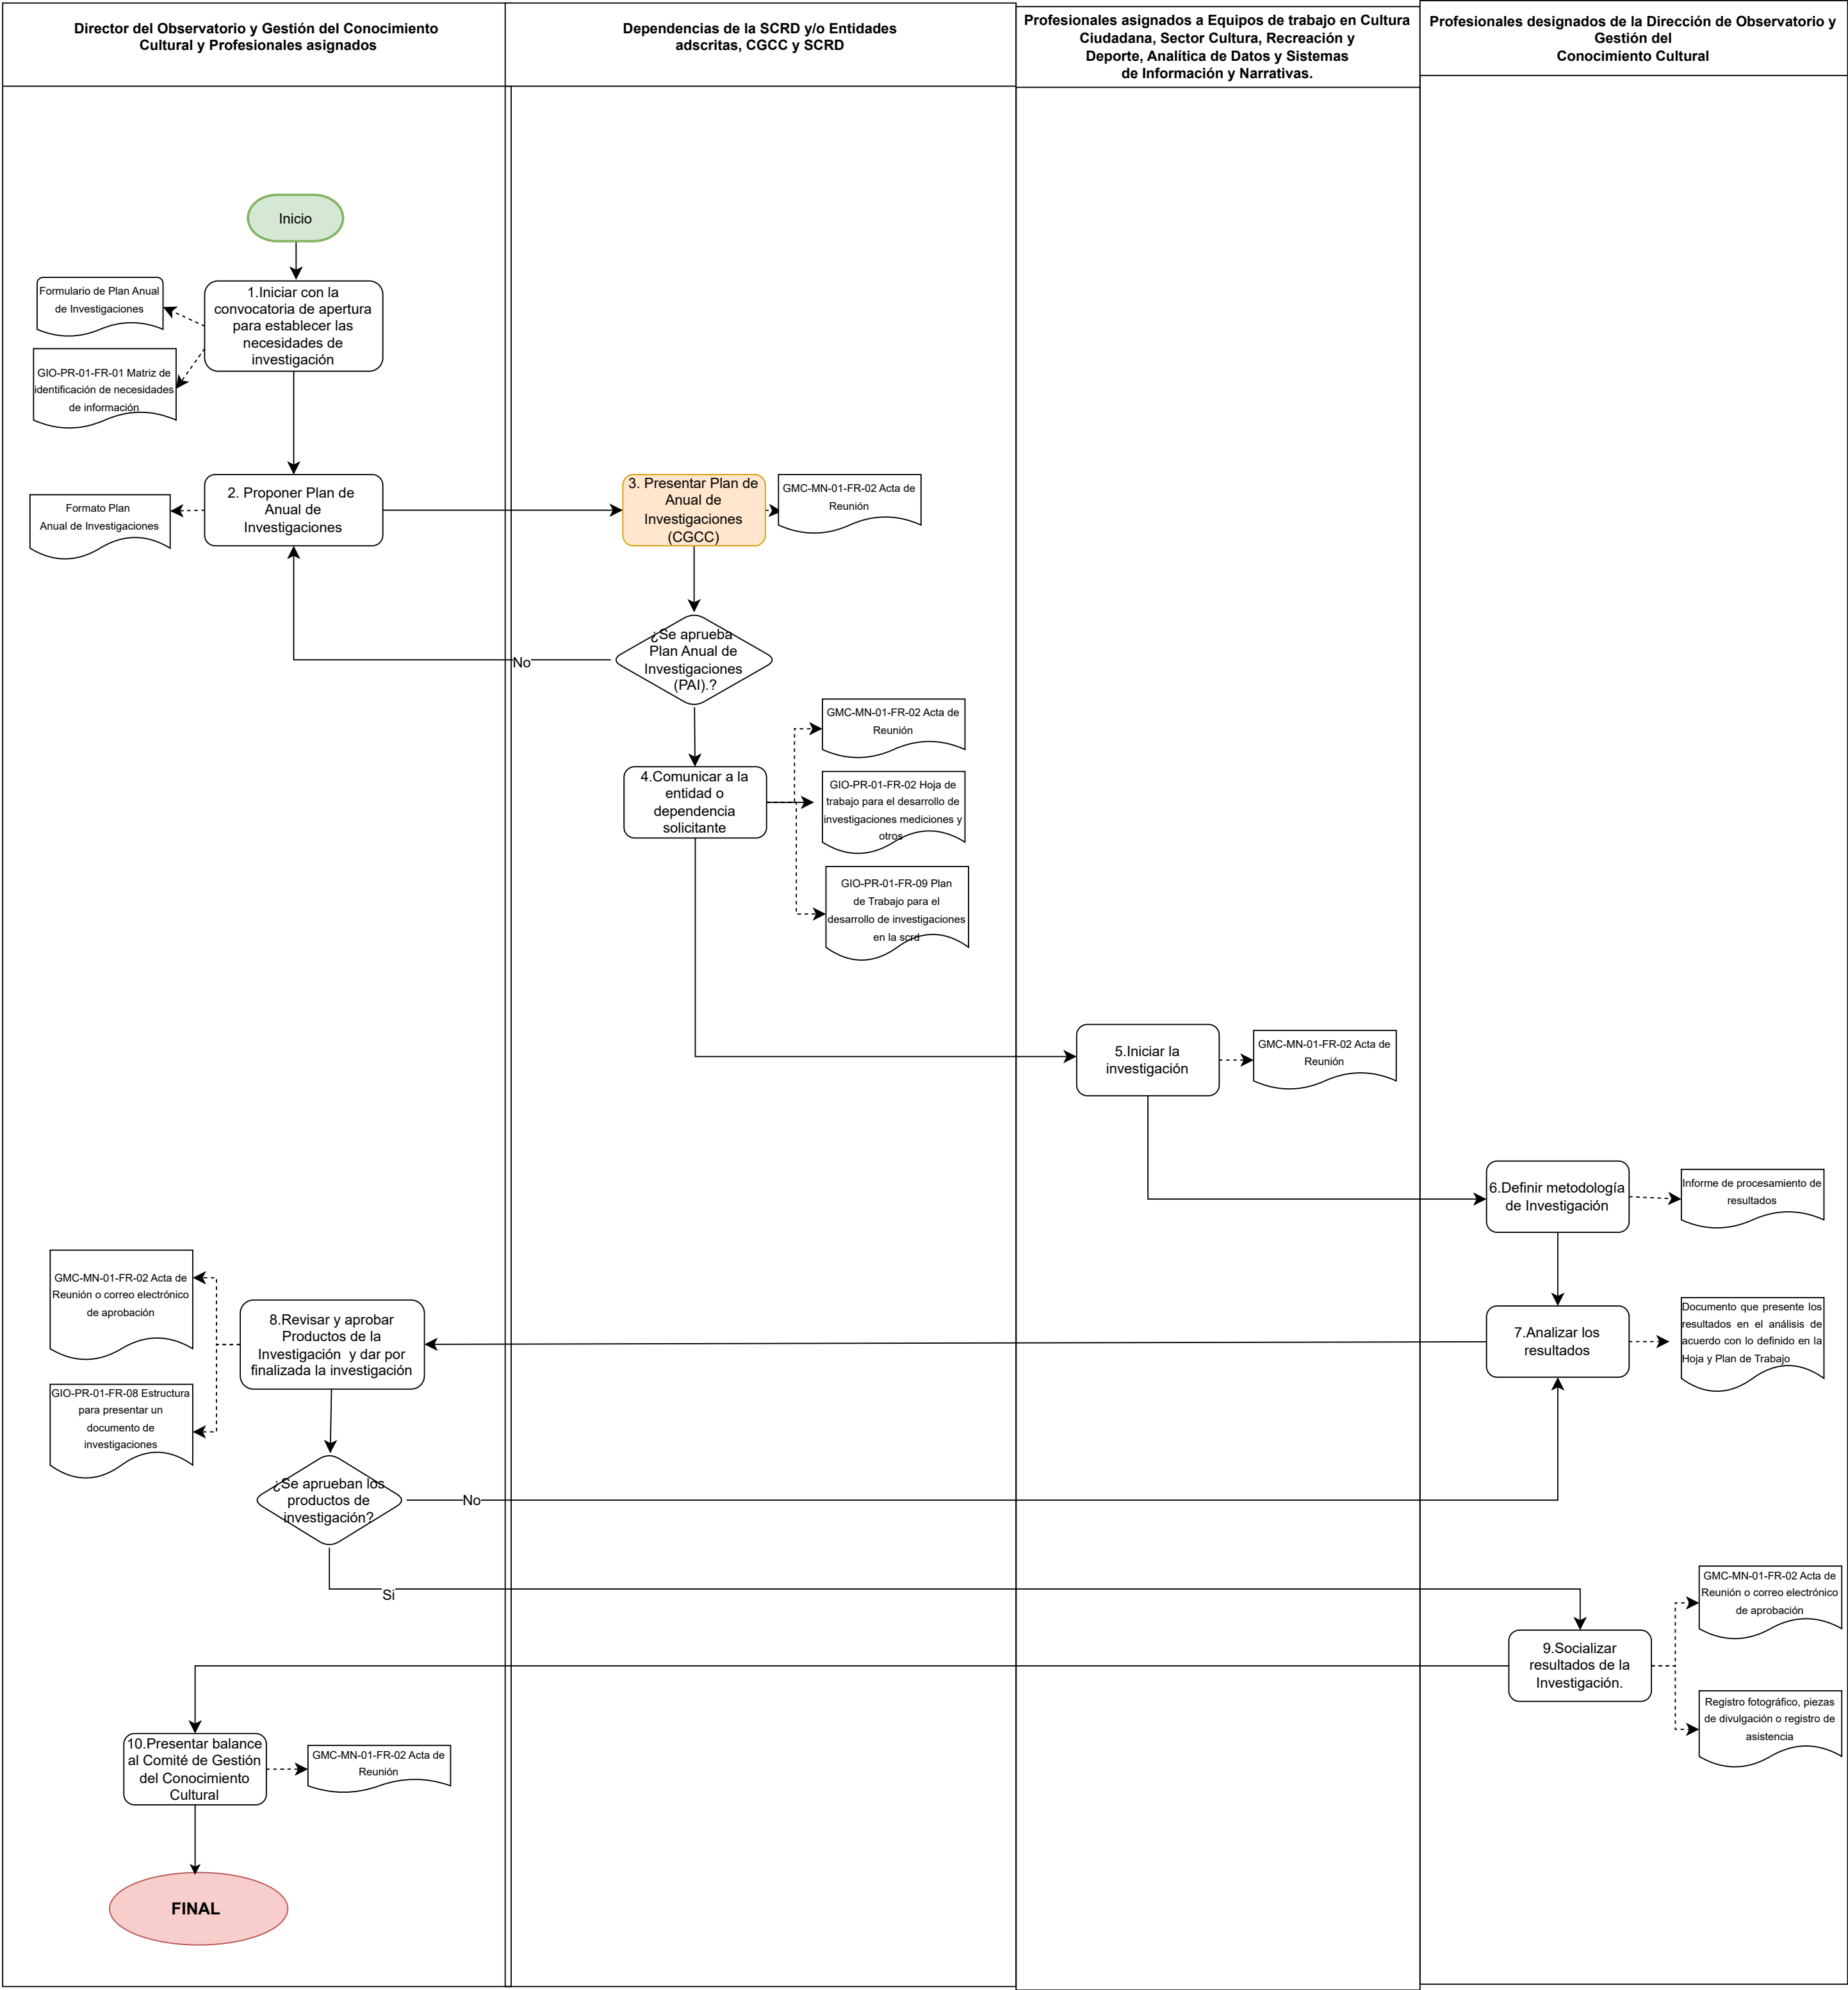 Director del Observatorio y Gestión del Conocimiento
Cultural y Profesionales asignados
Dependencias de la SCRD y/o Entidades
adscritas, CGCC y SCRD
Profesionales asignados a Equipos de trabajo en Cultura
Ciudadana, Sector Cultura, Recreación y
Deporte, Analítica de Datos y Sistemas
de Información y Narrativas.
Profesionales designados de la Dirección de Observatorio y
Gestión del
Conocimiento Cultural
Inicio
1.Iniciar con la
convocatoria de apertura
para establecer las
necesidades de
investigación
Formulario de Plan Anual
de Investigaciones
GIO-PR-01-FR-01 Matriz de
identificación de necesidades
de información
2. Proponer Plan de
Anual de
Investigaciones
Formato Plan
Anual de Investigaciones
3. Presentar Plan de
Anual de
Investigaciones
(CGCC)
GMC-MN-01-FR-02 Acta de
Reunión
¿Se aprueba
Plan Anual de
Investigaciones
(PAI).?
No
4.Comunicar a la
entidad o
dependencia
solicitante
GMC-MN-01-FR-02 Acta de
Reunión
GIO-PR-01-FR-02 Hoja de
trabajo para el desarrollo de
investigaciones mediciones y
otros
GIO-PR-01-FR-09 Plan
de Trabajo para el
desarrollo de investigaciones
en la scrd
5.Iniciar la
investigación
GMC-MN-01-FR-02 Acta de
Reunión
6.Definir metodología
de Investigación
Informe de procesamiento de
resultados
7.Analizar los
resultados
Documento que presente los
resultados en el análisis de
acuerdo con lo definido en la
Hoja y Plan de Trabajo
8.Revisar y aprobar
Productos de la
Investigación y dar por
finalizada la investigación
GMC-MN-01-FR-02 Acta de
Reunión o correo electrónico
de aprobación
GIO-PR-01-FR-08 Estructura
para presentar un
documento de
investigaciones
¿Se aprueban los
productos de
investigación?
No
Si
9.Socializar
resultados de la
Investigación.
GMC-MN-01-FR-02 Acta de
Reunión o correo electrónico
de aprobación
Registro fotográfico, piezas
de divulgación o registro de
asistencia
10.Presentar balance
al Comité de Gestión
del Conocimiento
Cultural
GMC-MN-01-FR-02 Acta de
Reunión
FINAL